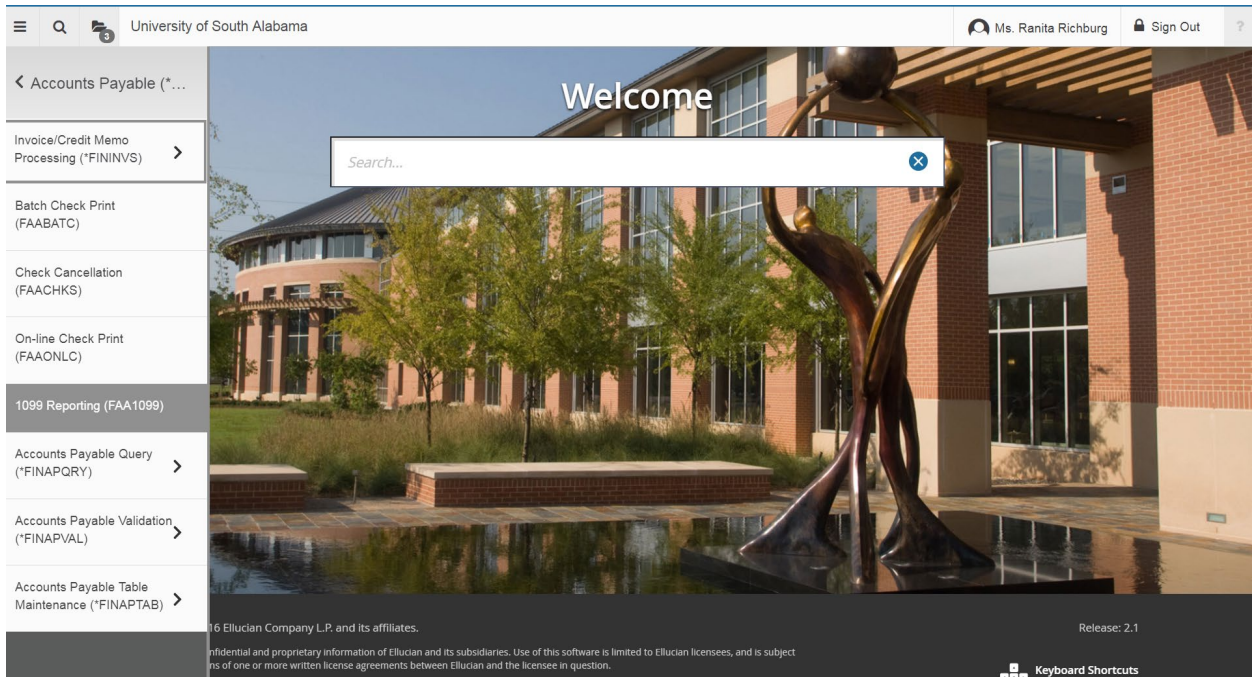 3
University of South Alabama
Ms. Ranita Richburg
Sign Out
?
Accounts Payable (*...
Invoice/Credit Memo
Processing (*FININVS)
Batch Check Print
(FAABATC)
Check Cancellation
(FAACHKS)
On-line Check Print
(FAAONLC)
1099 Reporting (FAA1099)
Accounts Payable Query
(*FINAPQRY)
Accounts Payable Validation
(*FINAPVAL)
Accounts Payable Table
Maintenance (*FINAPTAB)
Welcome
Search...
16 Ellucian Company L.P. and its affiliates.
Release: 2.1
nfidential and proprietary information of Ellucian and its subsidiaries. Use of this software is limited to Ellucian licensees, and is subject
ns of one or more written license agreements between Ellucian and the licensee in question.
Keyboard Shortcuts